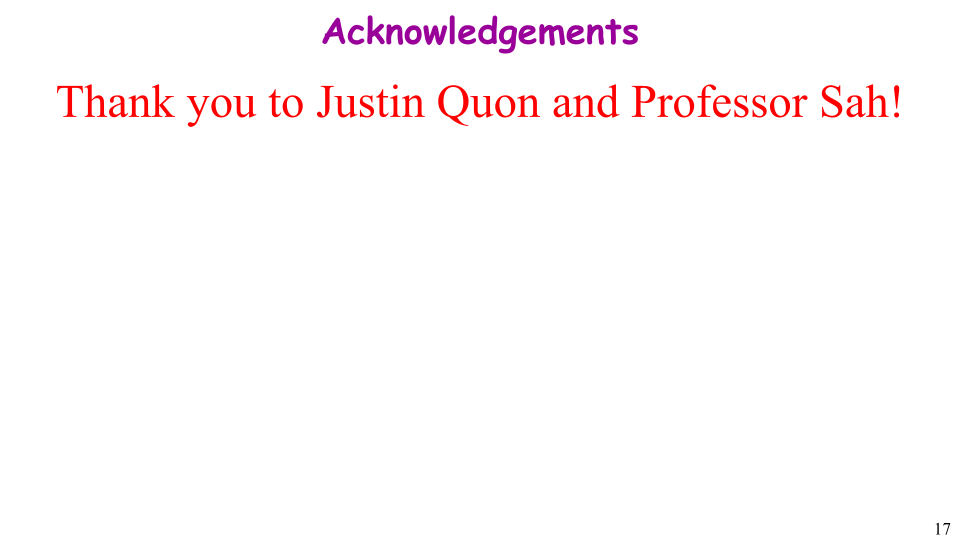 Acknowledgements
Thank you to Justin Quon and Professor Sah!
17